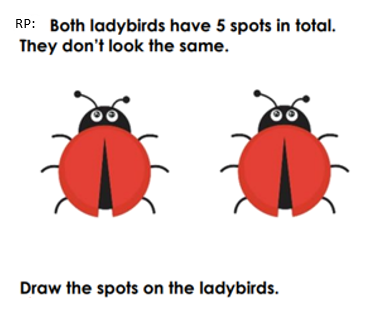 RP: Both ladybirds have 5 spots in total.
They don't look the same.
Draw the spots on the ladybirds.